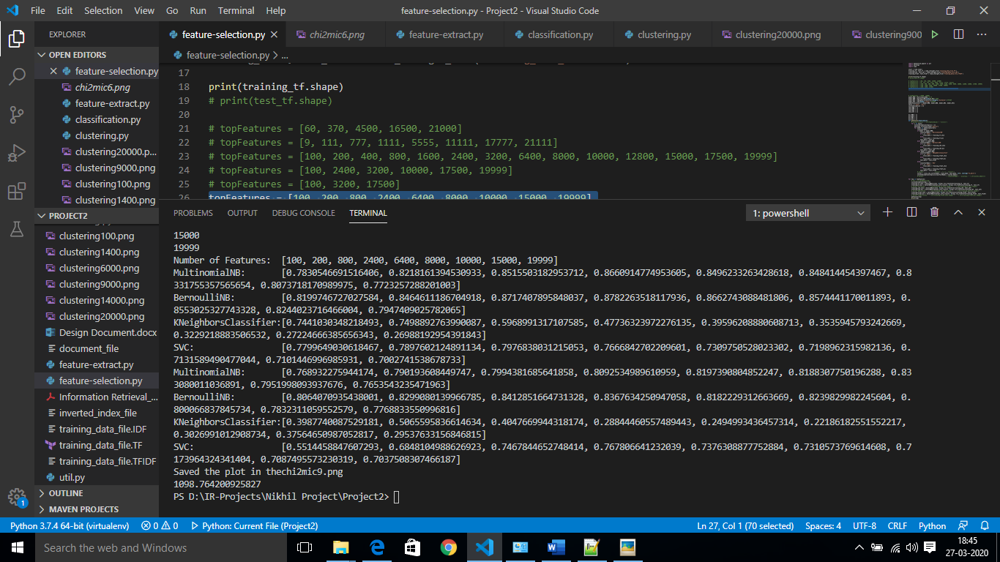 File Edit Selection View Go Run Terminal Help
feature-selection.py - Project2 - Visual Studio Code
EXPLORER
OPEN EDITORS
feature-selection.py
chi2mic6.png
feature-extract.py
classification.py
clustering.py
clustering20000.p...
clustering9000.png
clustering100.png
clustering1400.png
PROJECT2
clustering100.png
clustering1400.png
clustering6000.png
clustering9000.png
clustering14000.png
clustering20000.png
Design Document.docx
document_file
feature-extract.py
feature-selection.py
Information Retrieval_...
inverted_index_file
training_data_file.IDF
training_data_file.TF
training_data_file.TFIDF
util.py
OUTLINE
MAVEN PROJECTS
feature-selection.py chi2mic6.png feature-extract.py classification.py clustering.py clustering20000.png clustering900
feature-selection.py > ...
17
18 print(training_tf.shape)
19 # print(test_tf.shape)
20
21 # topFeatures = [60, 370, 4500, 16500, 21000]
22 # topFeatures = [9, 111, 777, 1111, 5555, 11111, 17777, 21111]
23 # topFeatures = [100, 200, 400, 800, 1600, 2400, 3200, 6400, 8000, 10000, 12800, 15000, 17500, 19999]
24 # topFeatures = [100, 2400, 3200, 10000, 17500, 19999]
25 # topFeatures = [100, 3200, 17500]
26 topFeatures = [100, 200, 800, 2400, 6400, 8000, 10000, 15000, 19999]
PROBLEMS OUTPUT DEBUG CONSOLE TERMINAL
1: powershell
15000
19999
Number of Features: [100, 200, 800, 2400, 6400, 8000, 10000, 15000, 19999]
MultinomialNB: [0.7830546691516406, 0.8218161394530933, 0.8515503182953712, 0.8660914774953605, 0.8496233263428618, 0.848414454397467, 0.8
331755357565654, 0.8073718170989975, 0.7723257288201003]
BernoulliNB: [0.8199746727027584, 0.8464611186704918, 0.8717407895848037, 0.8782263518117936, 0.8662743088481806, 0.8574441170011893, 0.
8553025327743328, 0.8244023716466004, 0.7947409025782065]
KNeighborsClassifier:[0.7441030348218493, 0.7498892763990087, 0.5968991317107585, 0.47736323972276135, 0.39596208880608713, 0.3535945793242669,
0.3229218883506532, 0.27224666385656343, 0.26988192954391843]
SVC: [0.7799649030618467, 0.7897602124891134, 0.7976838031215053, 0.7666842702209601, 0.7309750528023302, 0.7198962315982136, 0.
7131589490477044, 0.7101446996985931, 0.7002741538678733]
MultinomialNB: [0.768932275944174, 0.790193608449747, 0.7994381685641858, 0.8092534989610959, 0.8197390804852247, 0.8188307750196288, 0.83
3080011036891, 0.7951998093937676, 0.7653543235471963]
BernoulliNB: [0.8064070935438001, 0.8299080139966785, 0.8412851664731328, 0.8367634250947058, 0.8182229312663669, 0.8239829982245604, 0.
800066837845734, 0.7832311059552579, 0.7768833550996816]
KNeighborsClassifier:[0.3987740087529181, 0.5065595836614634, 0.4047669944318174, 0.28844460557489443, 0.2494993436457314, 0.22186182551552217,
0.3026991012908734, 0.37564650987052817, 0.29537633156846815]
SVC: [0.5514458847607293, 0.6848104988626923, 0.7467844652748414, 0.767806641232039, 0.7376308877752884, 0.7310573769614608, 0.7
173964324341404, 0.7087495573230319, 0.7037508307466187]
Saved the plot in thechi2mic9.png
1098.764200925827
PS D:\IR-Projects\Nikhil Project\Project2>
1
Python 3.7.4 64-bit (virtualenv) 0 0 Python: Current File (Project2) Ln 27, Col 1 (70 selected) Spaces: 4 UTF-8 CRLF Python
Search the web and Windows
18:45
27-03-2020